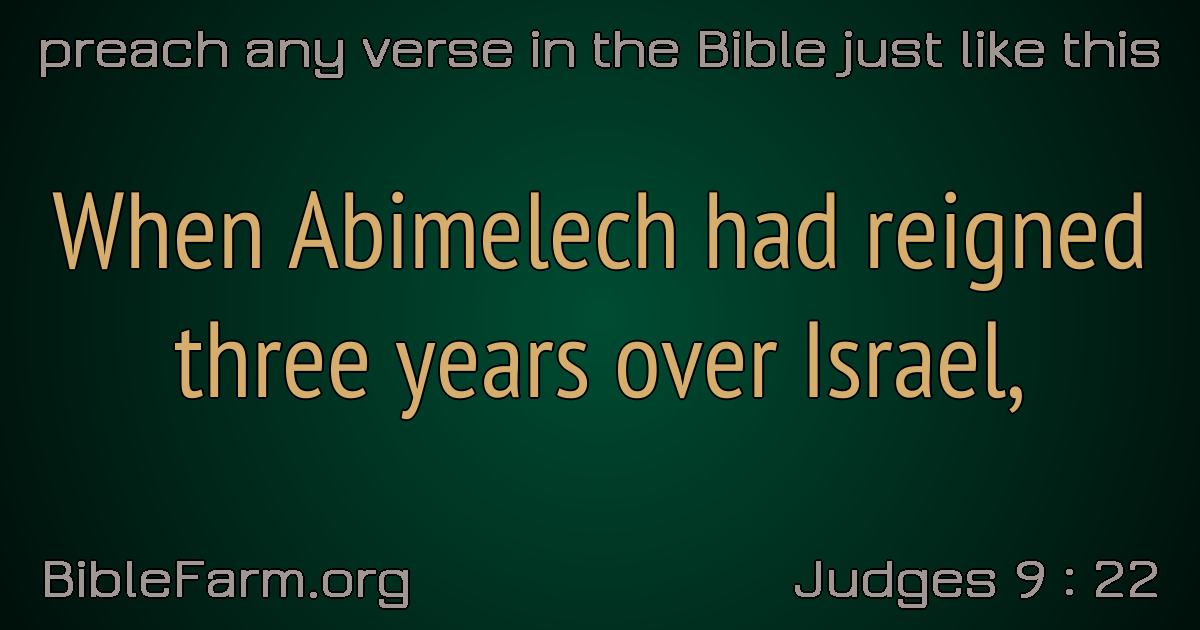 preach any verse in the Bible just like this
When Abimelech had reigned
three years over Israel,
BibleFarm.org
Judges 9 : 22